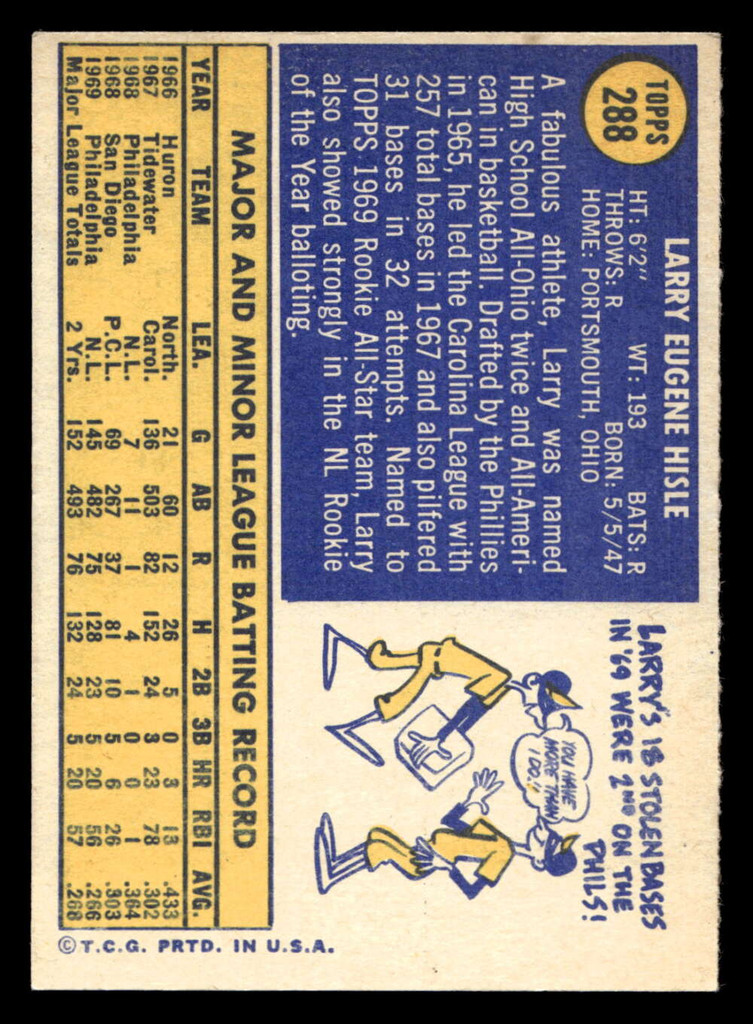 TOPPS
288
LARRY EUGENE HISLE
HT: 6'2" WT: 193 BATS: R
THROWS: R BORN: 5/5/47
HOME: PORTSMOUTH, OHIO
A fabulous athlete, Larry was named
High School All-Ohio twice and All-Ameri-
can in basketball. Drafted by the Phillies
in 1965, he led the Carolina League with
257 total bases in 1967 and also pilfered
31 bases in 32 attempts. Named to
TOPPS 1969 Rookie All-Star team, Larry
also showed strongly in the NL Rookie
of the Year balloting.
LARRY'S 18 STOLEN BASES
IN '69 WERE 2ND ON THE
PHILS!
YOU HAVE
MORE THAN
I DO!!
MAJOR AND MINOR LEAGUE BATTING RECORD
YEAR TEAM LEA. G AB R H 2B 3B HR RBI AVG.
1966 Huron North. 21 60 12 26 5 0 3 13 .433
1967 Tidewater Carol. 136 503 82 152 24 3 23 78 .302
1968 Philadelphia N.L. 7 11 1 4 1 0 0 1 .364
1968 San Diego P.C.L. 69 267 37 81 10 5 6 26 .303
1969 Philadelphia N.L. 145 482 75 128 23 5 20 56 .266
Major League Totals 2 Yrs. 152 493 76 132 24 5 20 57 .268
© T.C.G. PRTD. IN U.S.A.